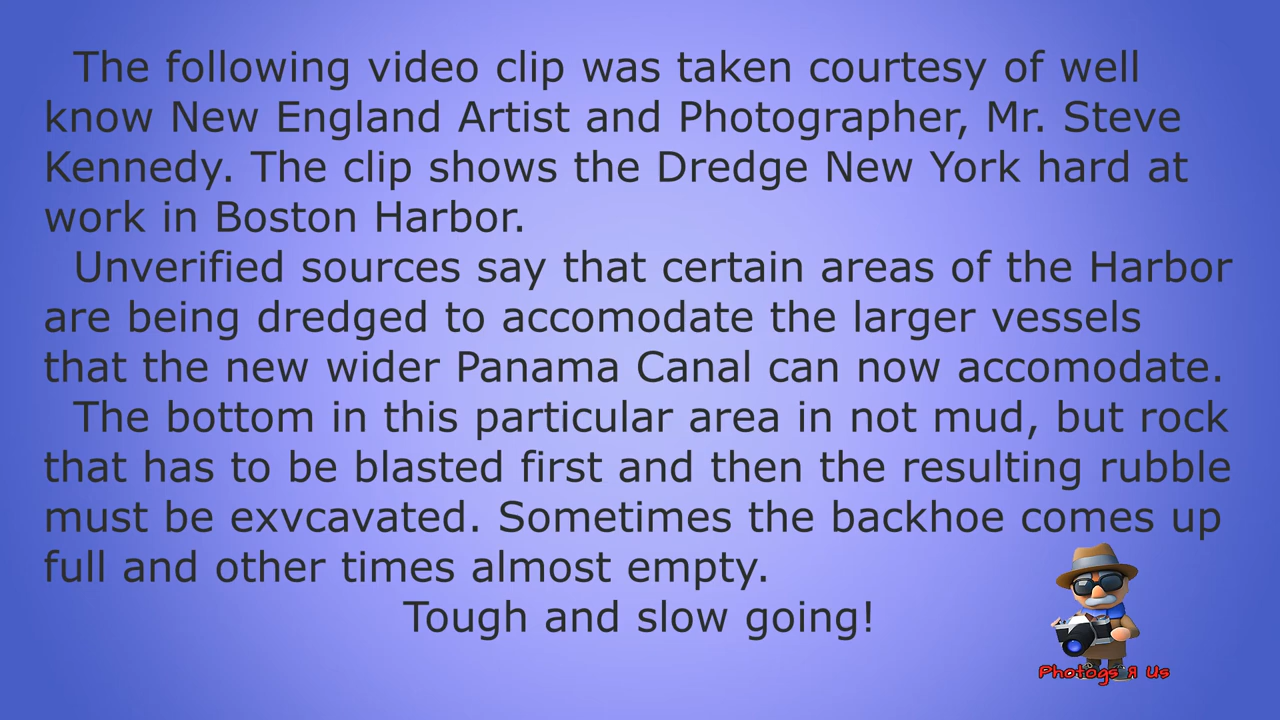 The following video clip was taken courtesy of well
know New England Artist and Photographer, Mr. Steve
Kennedy. The clip shows the Dredge New York hard at
work in Boston Harbor.
Unverified sources say that certain areas of the Harbor
are being dredged to accomodate the larger vessels
that the new wider Panama Canal can now accomodate.
The bottom in this particular area in not mud, but rock
that has to be blasted first and then the resulting rubble
must be exvcavated. Sometimes the backhoe comes up
full and other times almost empty.
Tough and slow going!
Photogs Я Us